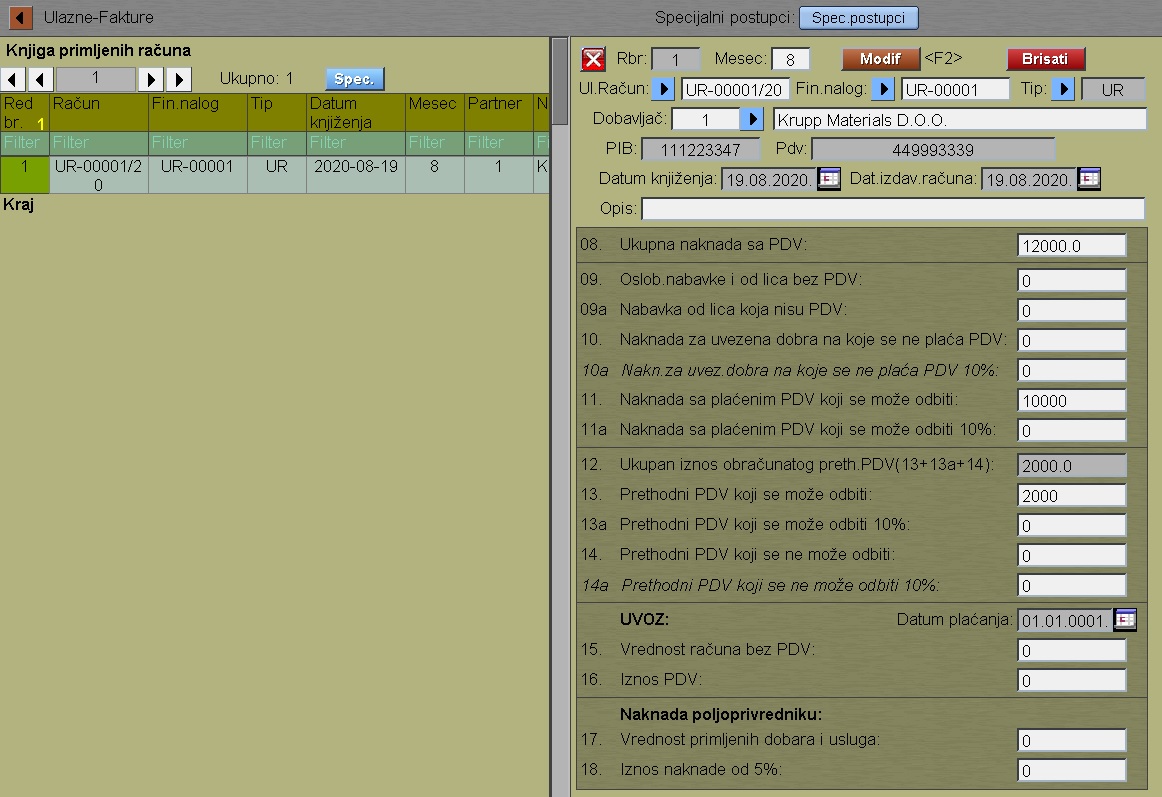 Ulazne-Fakture
Specijalni postupci: Spec.postupci
Knjiga primljenih računa
1 Ukupno: 1 Spec.
Red br. 1 Račun Fin.nalog Tip Datum knjiženja Mesec Partner N
Filter Filter Filter Filter Filter Filter Filter Fi
1 UR-00001/20 UR-00001 UR 2020-08-19 8 1 K
Kraj
Rbr: 1 Mesec: 8 Modif <F2> Brisati
Ul.Račun: UR-00001/20 Fin.nalog: UR-00001 Tip: UR
Dobavljač: 1 Krupp Materials D.O.O.
PIB: 111223347 Pdv: 449993339
Datum knjiženja: 19.08.2020. Dat.izdav.računa: 19.08.2020.
Opis:
08. Ukupna naknada sa PDV: 12000.0
09. Oslob.nabavke i od lica bez PDV: 0
09a Nabavka od lica koja nisu PDV: 0
10. Naknada za uvezena dobra na koje se ne plaća PDV: 0
10a Nakn.za uvez.dobra na koje se ne plaća PDV 10%: 0
11. Naknada sa plaćenim PDV koji se može odbiti: 10000
11a Naknada sa plaćenim PDV koji se može odbiti 10%: 0
12. Ukupan iznos obračunatog preth.PDV(13+13a+14): 2000.0
13. Prethodni PDV koji se može odbiti: 2000
13a Prethodni PDV koji se može odbiti 10%: 0
14. Prethodni PDV koji se ne može odbiti: 0
14a Prethodni PDV koji se ne može odbiti 10%: 0
UVOZ: Datum plaćanja: 01.01.0001.
15. Vrednost računa bez PDV: 0
16. Iznos PDV: 0
Naknada poljoprivredniku:
17. Vrednost primljenih dobara i usluga: 0
18. Iznos naknade od 5%: 0